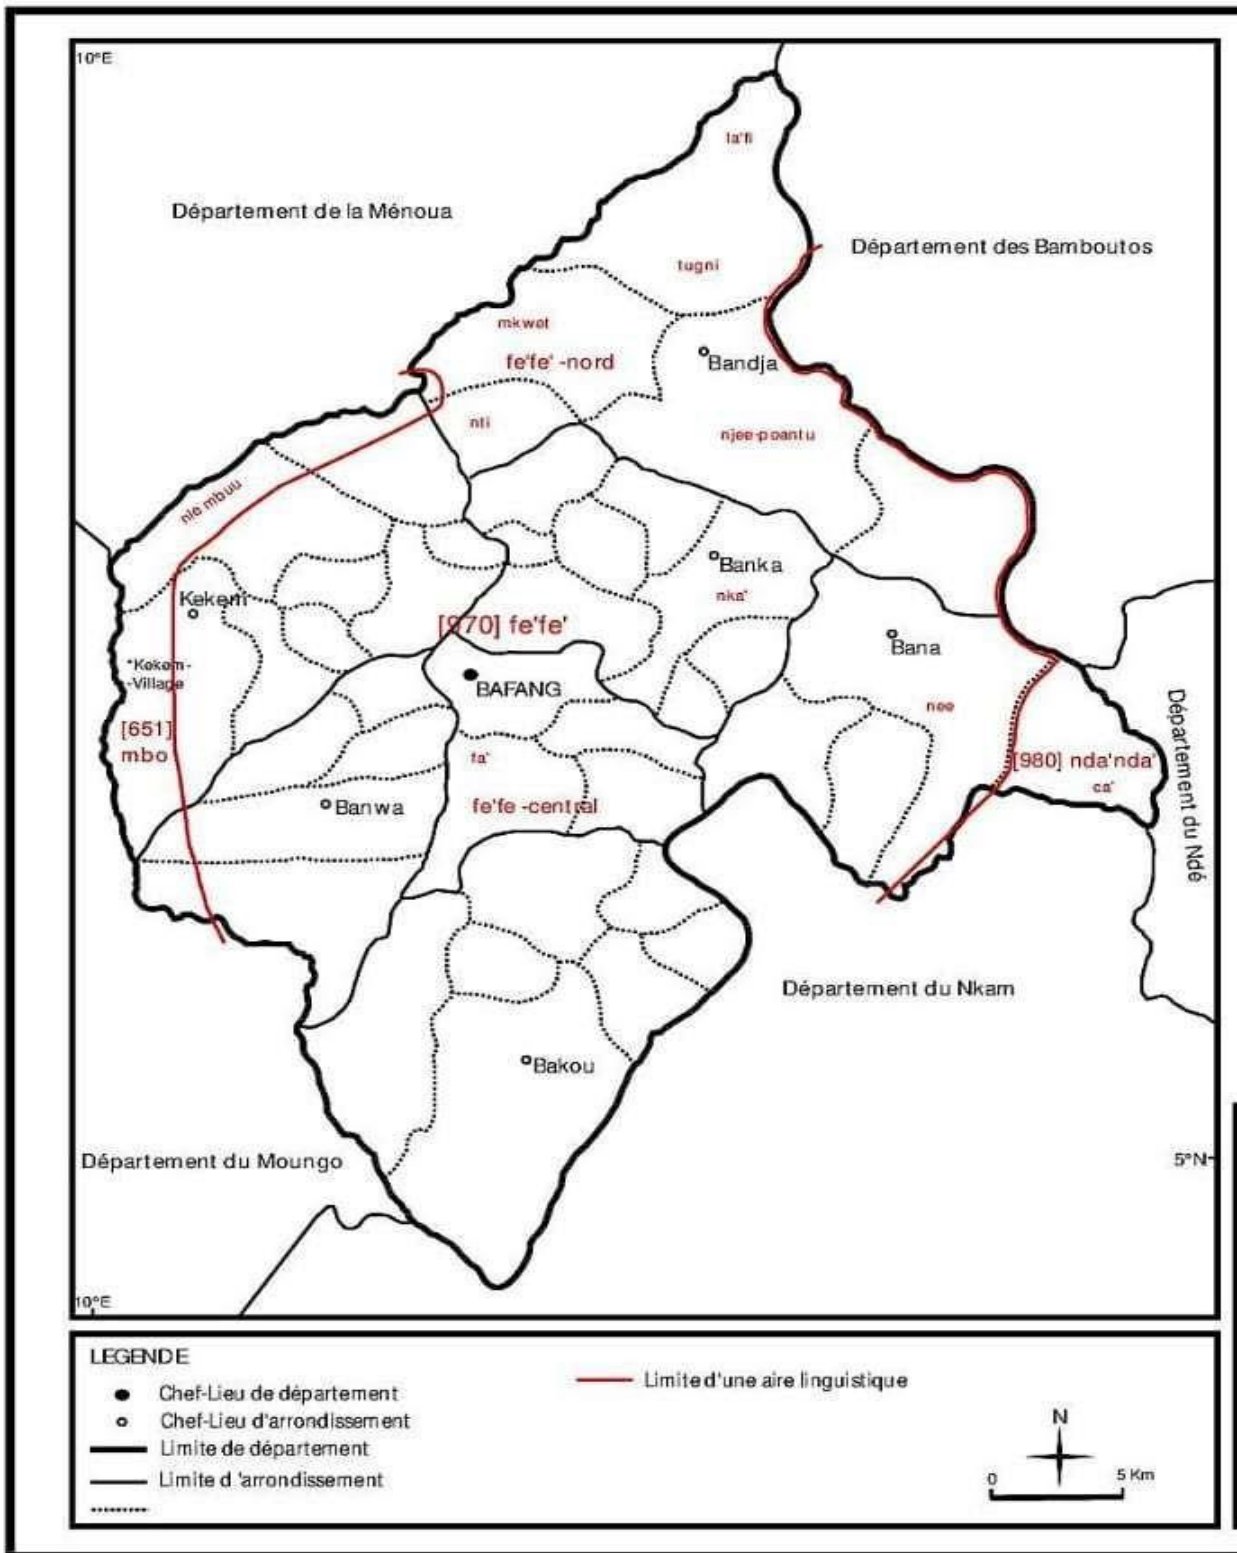 10°E
la'fi
Département de la Ménoua
Département des Bamboutos
tugni
mkwet
fe'fe' -nord
Bandja
nti
njee-poantu
nle mbuu
Banka
nka'
Kekem
[970] fe'fe'
Bana
*Kekem-
-Village
BAFANG
nee
[651]
mbo
fa'
[980] nda'nda'
ca'
Département du Ndé
Banwa
fe'fe -central
Département du Nkam
Bakou
Département du Moungo
5°N
10°E
LEGENDE
Chef-Lieu de département
Chef-Lieu d'arrondissement
Limite de département
Limite d 'arrondissement
Limite d'une aire linguistique
N
0 5 Km